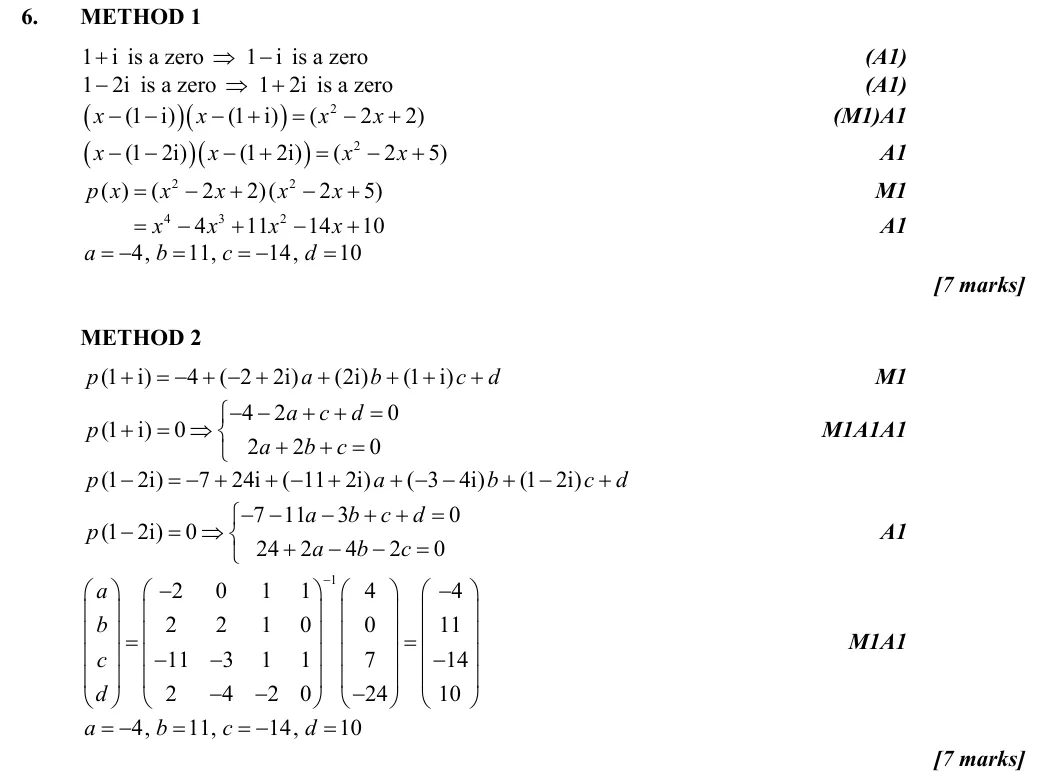 6. METHOD 1
1+i is a zero ⇒ 1−i is a zero (A1)
1−2i is a zero ⇒ 1+2i is a zero (A1)
(x−(1−i))(x−(1+i))=(x²−2x+2) (M1)A1
(x−(1−2i))(x−(1+2i))=(x²−2x+5) A1
p(x)=(x²−2x+2)(x²−2x+5) M1
=x⁴−4x³+11x²−14x+10 A1
a=−4, b=11, c=−14, d=10
[7 marks]
METHOD 2
p(1+i)=−4+(−2+2i)a+(2i)b+(1+i)c+d M1
p(1+i)=0⇒{−4−2a+c+d=0
2a+2b+c=0 M1A1A1
p(1−2i)=−7+24i+(−11+2i)a+(−3−4i)b+(1−2i)c+d
p(1−2i)=0⇒{−7−11a−3b+c+d=0
24+2a−4b−2c=0 A1
(a b c d) = (−2 0 1 1 
2 2 1 0 
−11 −3 1 1 
2 −4 −2 0)⁻¹ (4 0 7 −24) = (−4 11 −14 10) M1A1
a=−4, b=11, c=−14, d=10
[7 marks]